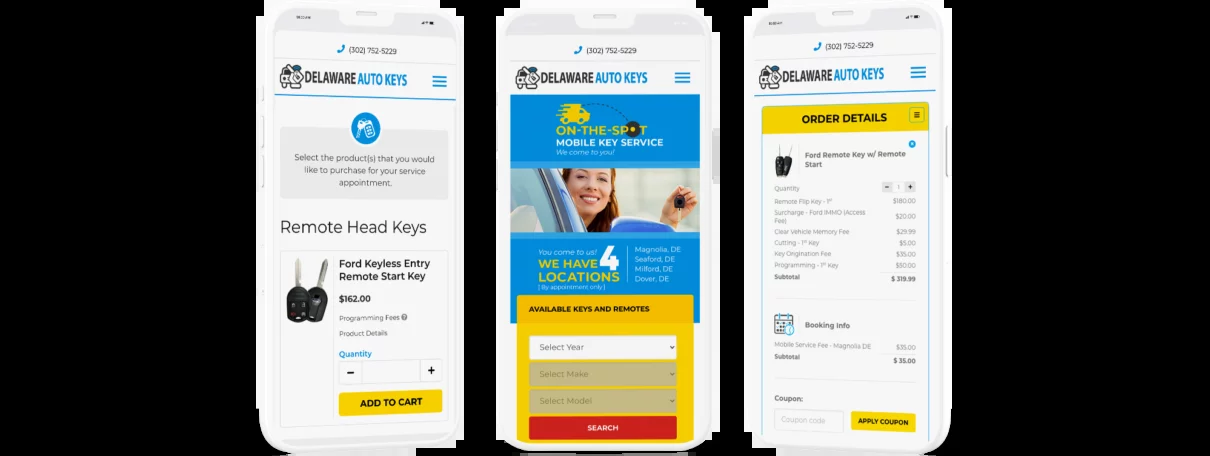 (302) 752-5229
DELAWARE AUTO KEYS
Select the product(s) that you would
like to purchase for your service
appointment.
Remote Head Keys
Ford Keyless Entry
Remote Start Key
$162.00
Programming Fees
Product Details
Quantity
− +
ADD TO CART
(302) 752-5229
DELAWARE AUTO KEYS
ON-THE-SPOT
MOBILE KEY SERVICE
We come to you!
You come to us!
WE HAVE 4
LOCATIONS
[ By appointment only ]
Magnolia, DE
Seaford, DE
Milford, DE
Dover, DE
AVAILABLE KEYS AND REMOTES
Select Year
Select Make
Select Model
SEARCH
(302) 752-5229
DELAWARE AUTO KEYS
ORDER DETAILS
Ford Remote Key w/ Remote
Start
Quantity − 1 +
Remote Flip Key - 1st $180.00
Surcharge - Ford IMMO (Access
Fee) $20.00
Clear Vehicle Memory Fee $29.99
Cutting - 1st Key $5.00
Key Origination Fee $35.00
Programming - 1st Key $50.00
Subtotal $ 319.99
Booking Info
Mobile Service Fee - Magnolia DE $35.00
Subtotal $ 35.00
Coupon:
Coupon code APPLY COUPON